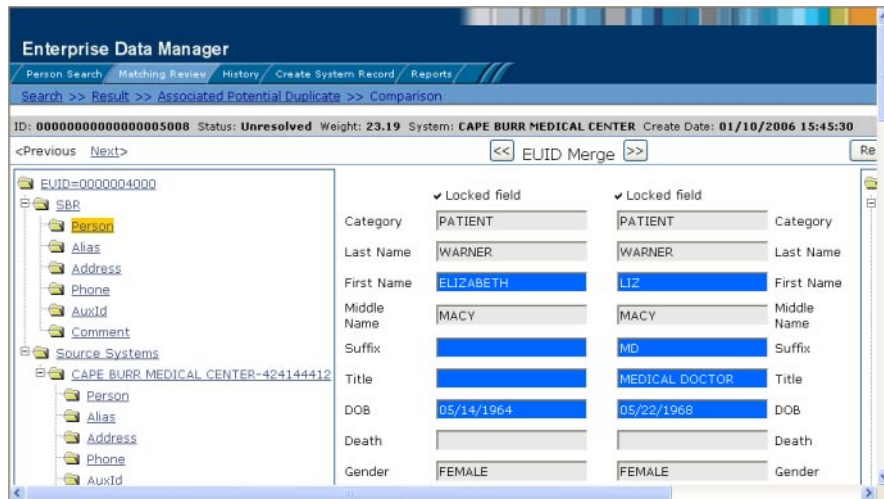 Enterprise Data Manager
Person Search Matching Review History Create System Record Reports
Search >> Result >> Associated Potential Duplicate >> Comparison
ID: 00000000000000005008 Status: Unresolved Weight: 23.19 System: CAPE BURR MEDICAL CENTER Create Date: 01/10/2006 15:45:30
<Previous Next> << EUID Merge >> Re
EUID=0000004000
SBR
Person
Alias
Address
Phone
AuxId
Comment
Source Systems
CAPE BURR MEDICAL CENTER-424144412
Person
Alias
Address
Phone
AuxId
✔ Locked field ✔ Locked field
Category PATIENT PATIENT Category
Last Name WARNER WARNER Last Name
First Name ELIZABETH LIZ First Name
Middle Name MACY MACY Middle Name
Suffix MD Suffix
Title MEDICAL DOCTOR Title
DOB 05/14/1964 05/22/1968 DOB
Death Death
Gender FEMALE FEMALE Gender